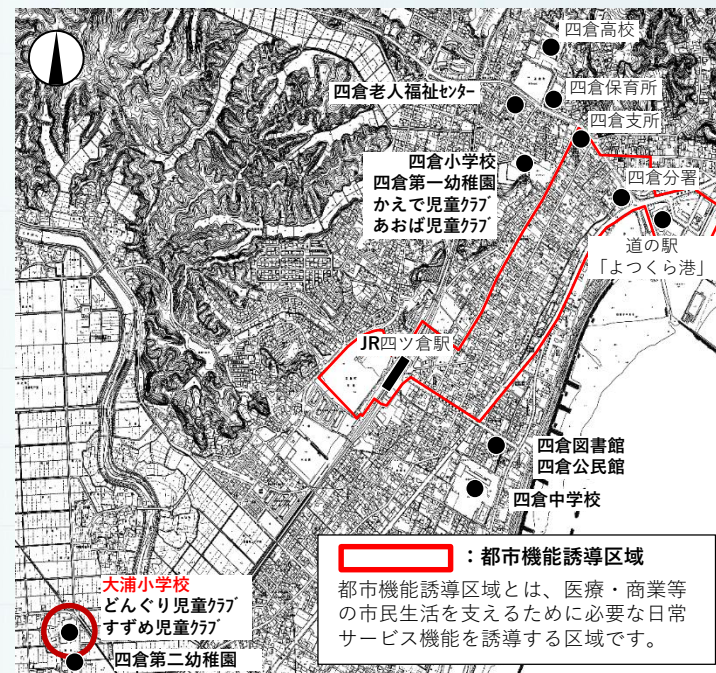 四倉高校
四倉老人福祉ｾﾝﾀｰ
四倉保育所
四倉支所
四倉小学校
四倉第一幼稚園
かえで児童ｸﾗﾌﾞ
あおば児童ｸﾗﾌﾞ
四倉分署
道の駅
「よつくら港」
JR四ツ倉駅
四倉図書館
四倉公民館
四倉中学校
：都市機能誘導区域
都市機能誘導区域とは、医療・商業等
の市民生活を支えるために必要な日常
サービス機能を誘導する区域です。
大浦小学校
どんぐり児童ｸﾗﾌﾞ
すずめ児童ｸﾗﾌﾞ
四倉第二幼稚園